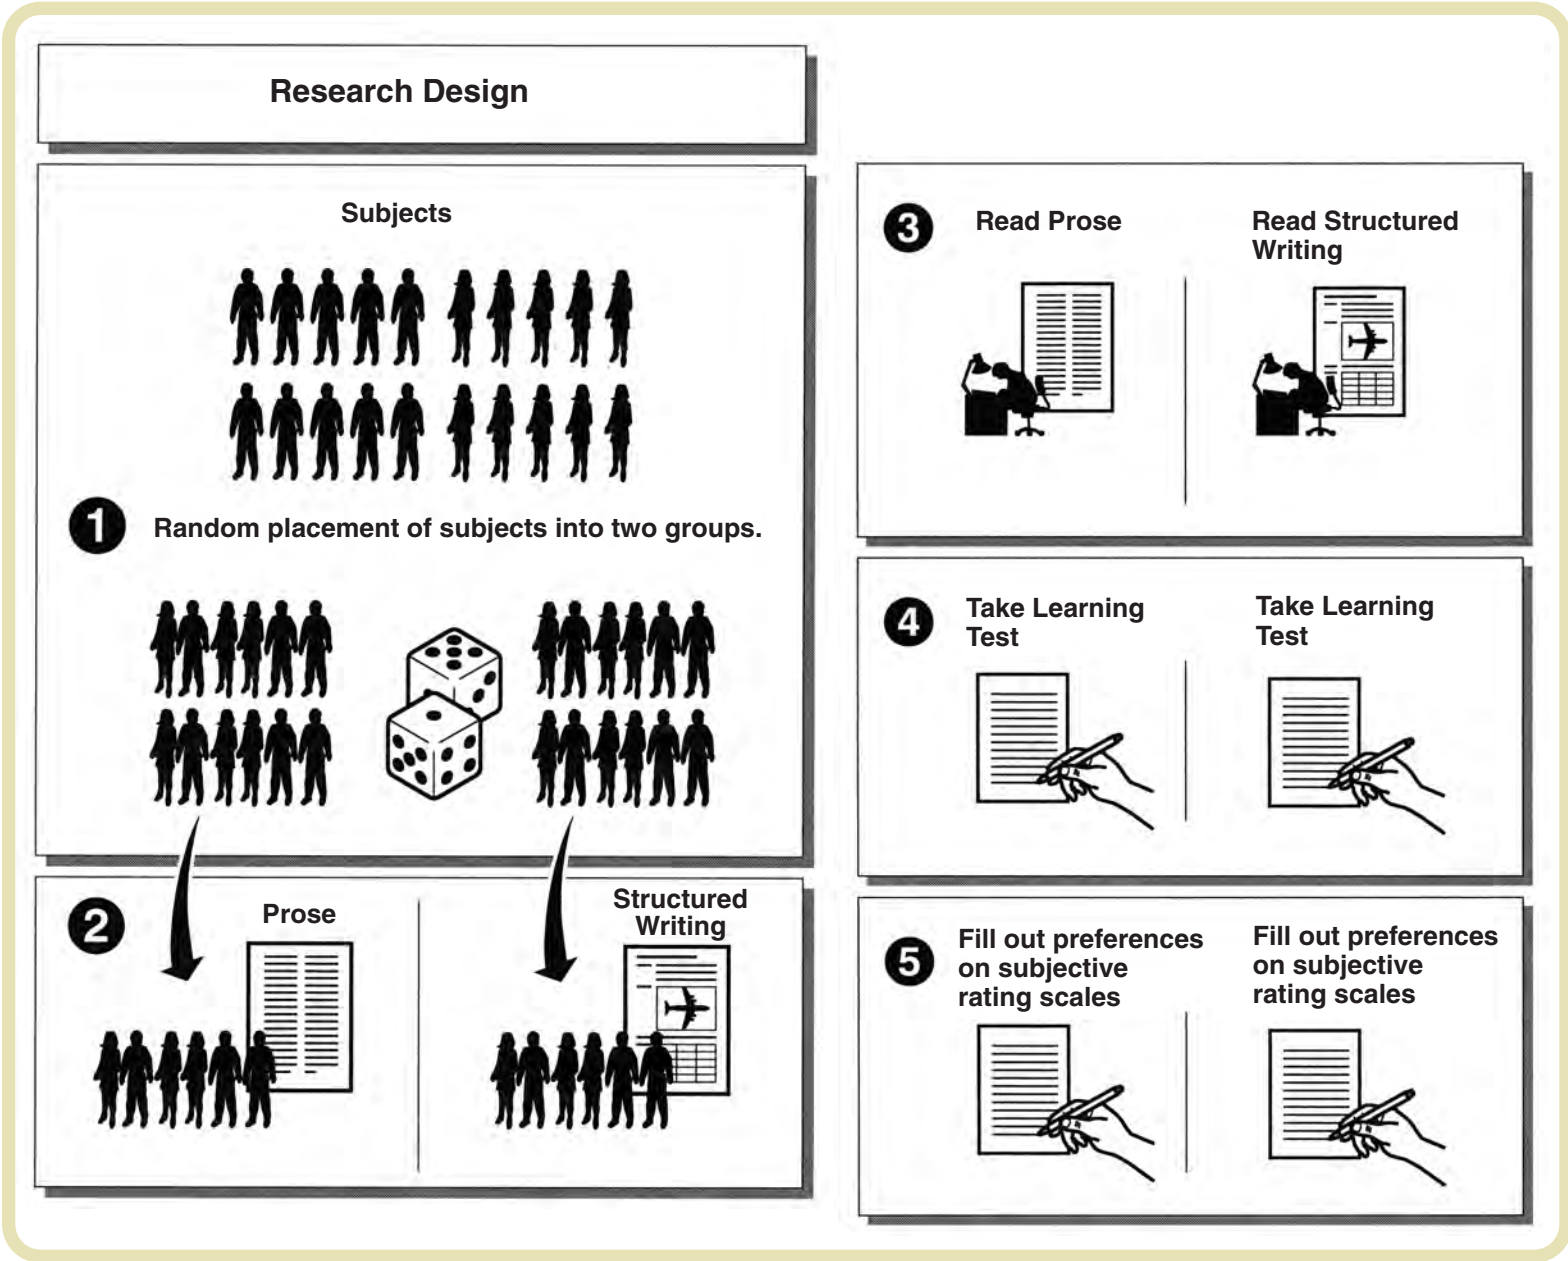 Research Design
Subjects
1 Random placement of subjects into two groups.
2
Prose
Structured
Writing
3
Read Prose
Read Structured
Writing
4
Take Learning
Test
Take Learning
Test
5
Fill out preferences
on subjective
rating scales
Fill out preferences
on subjective
rating scales